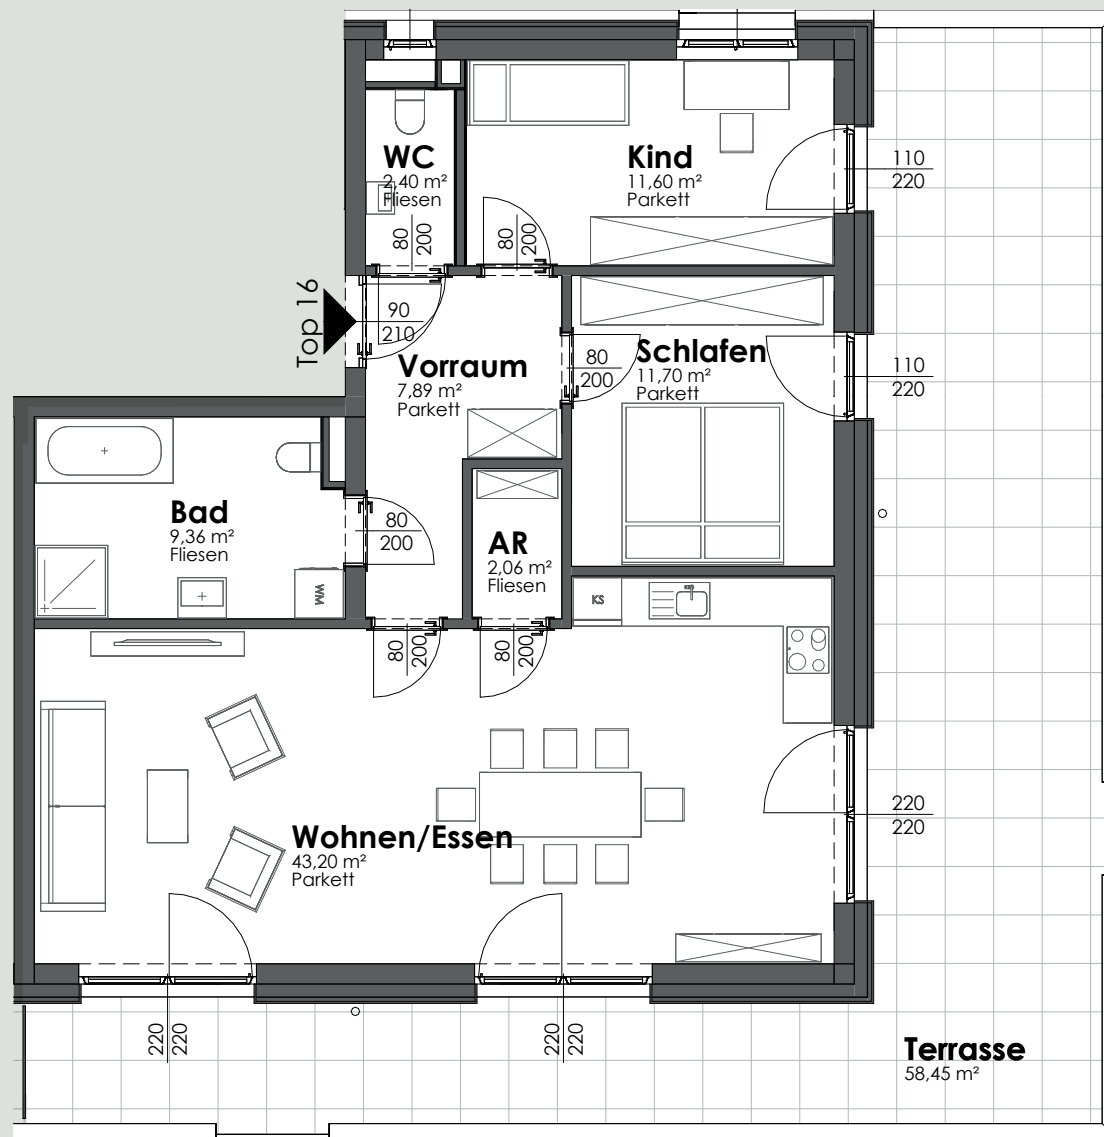 WC
2,40 m²
Fliesen
80
200
Kind
11,60 m²
Parkett
80
200
110
220
Top 16
90
210
Vorraum
7,89 m²
Parkett
80
200
Schlafen
11,70 m²
Parkett
110
220
Bad
9,36 m²
Fliesen
WM
80
200
AR
2,06 m²
Fliesen
KS
80
200
80
200
Wohnen/Essen
43,20 m²
Parkett
220
220
220
220
220
220
Terrasse
58,45 m²